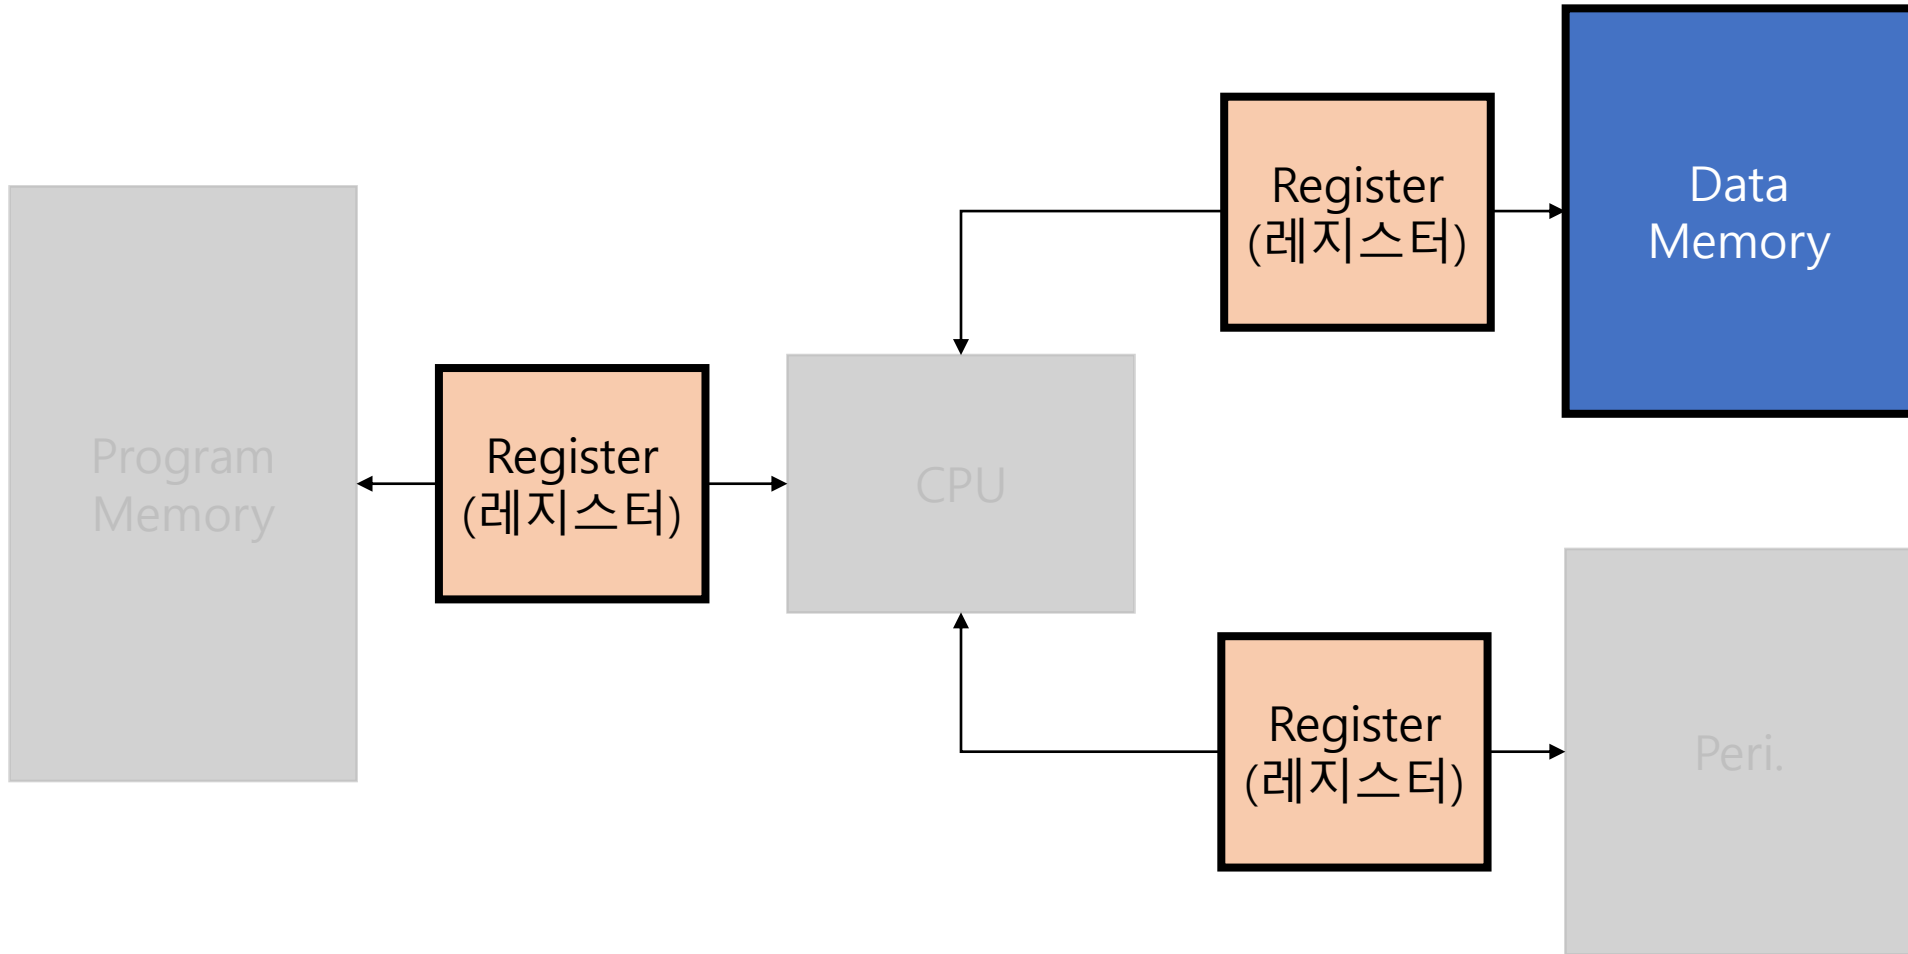 Register
(레지스터)
Data
Memory
Program
Memory
Register
(레지스터)
CPU
Register
(레지스터)
Peri.